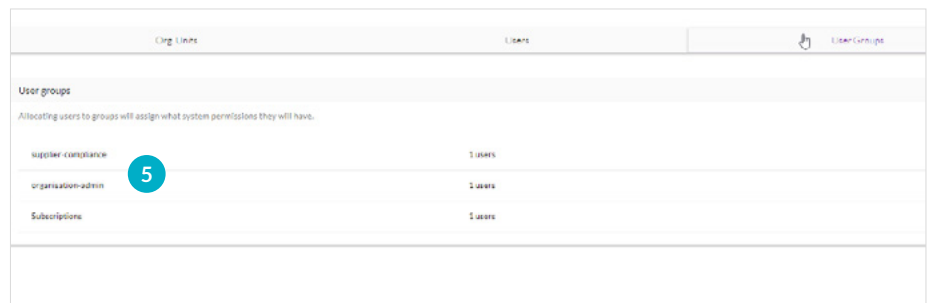 Org Units Users User Groups
User groups
Allocating users to groups will assign what system permissions they will have.
supplier-compliance 1 users
5
organisation-admin 1 users
Subscriptions 1 users